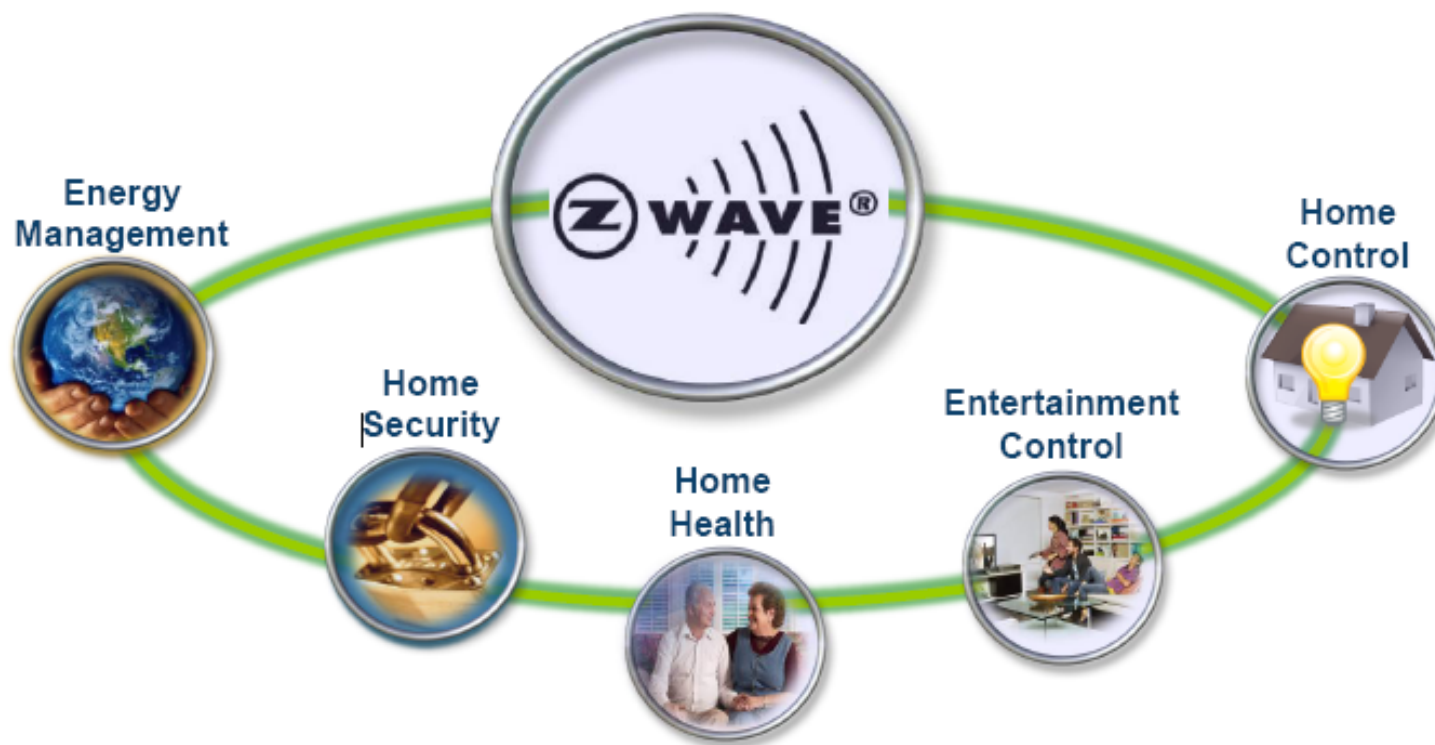 Z WAVE®
Energy
Management
Home
Security
Home
Health
Entertainment
Control
Home
Control